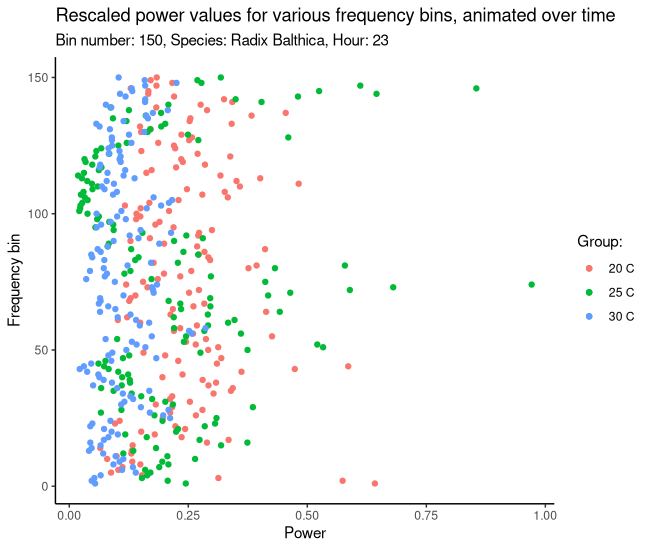 Rescaled power values for various frequency bins, animated over time
Bin number: 150, Species: Radix Balthica, Hour: 23
150
100
50
0
Frequency bin
0.00 0.25 0.50 0.75 1.00
Power
Group:
20 C
25 C
30 C